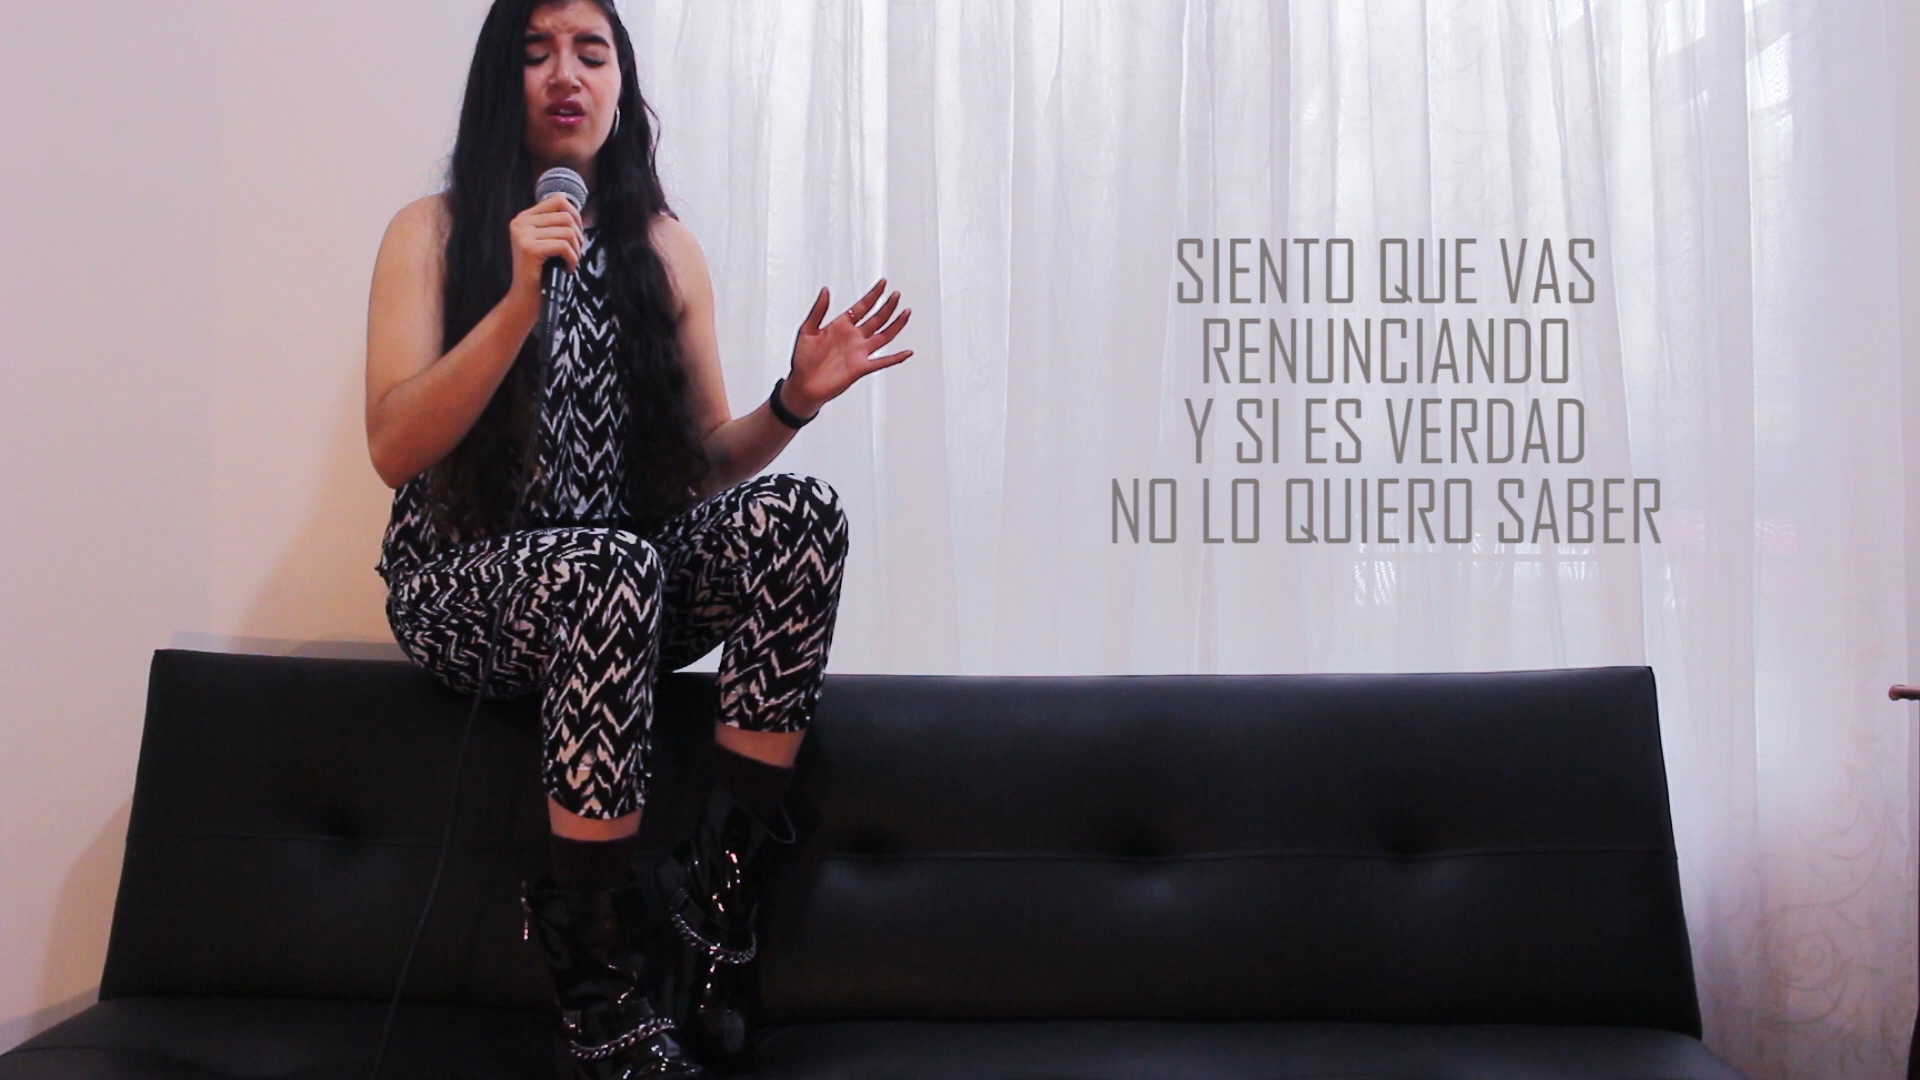 SIENTO QUE VAS
RENUNCIANDO
Y SI ES VERDAD
NO LO QUIERO SABER